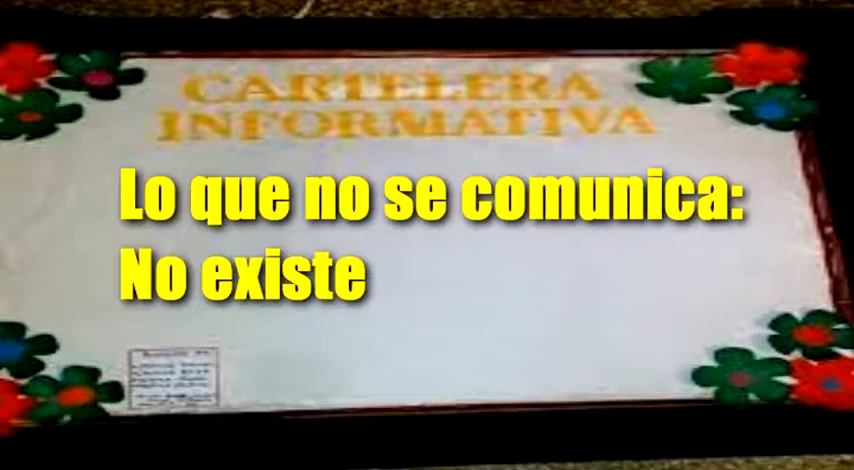 CARTELERA
INFORMATIVA
Lo que no se comunica:
No existe